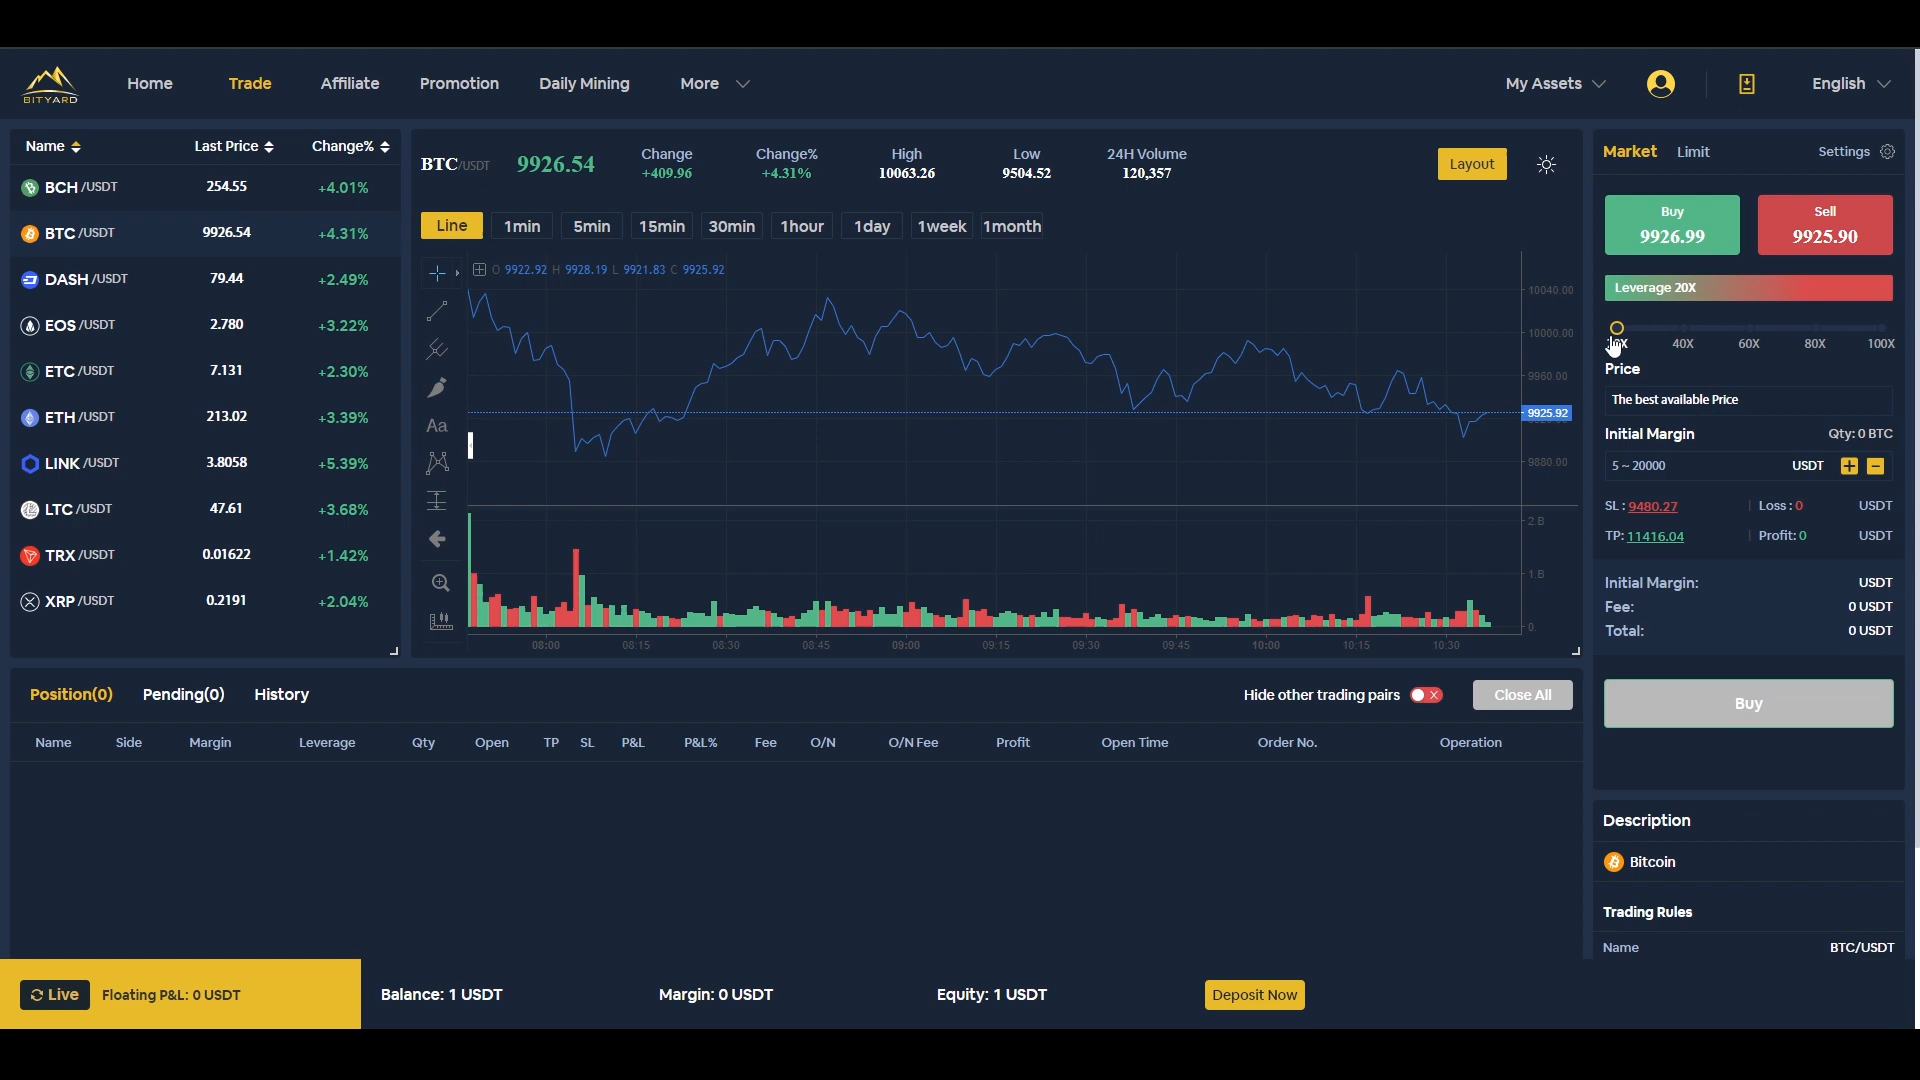 BITYARD
Home Trade Affiliate Promotion Daily Mining More My Assets English
Name Last Price Change%
BCH /USDT 254.55 +4.01%
BTC /USDT 9926.54 +4.31%
DASH /USDT 79.44 +2.49%
EOS /USDT 2.780 +3.22%
ETC /USDT 7.131 +2.30%
ETH /USDT 213.02 +3.39%
LINK /USDT 3.8058 +5.39%
LTC /USDT 47.61 +3.68%
TRX /USDT 0.01622 +1.42%
XRP /USDT 0.2191 +2.04%
BTC/USDT 9926.54
Change Change% High Low 24H Volume
+409.96 +4.31% 10063.26 9504.52 120,357
Layout
Line 1min 5min 15min 30min 1hour 1day 1week 1month
O 9922.92 H 9928.19 L 9921.83 C 9925.92
Aa
10040.00
10000.00
9960.00
9925.92
9880.00
2 B
1 B
0
08:00 08:15 08:30 08:45 09:00 09:15 09:30 09:45 10:00 10:15 10:30
Market Limit Settings
Buy Sell
9926.99 9925.90
Leverage 20X
40X 60X 80X 100X
Price
The best available Price
Initial Margin Qty: 0 BTC
5 ~ 20000 USDT
SL : 9480.27 Loss : 0 USDT
TP: 11416.04 Profit: 0 USDT
Initial Margin: USDT
Fee: 0 USDT
Total: 0 USDT
Buy
Position(0) Pending(0) History Hide other trading pairs Close All
Name Side Margin Leverage Qty Open TP SL P&L P&L% Fee O/N O/N Fee Profit Open Time Order No. Operation
Description
Bitcoin
Trading Rules
Name BTC/USDT
Live Floating P&L: 0 USDT Balance: 1 USDT Margin: 0 USDT Equity: 1 USDT Deposit Now